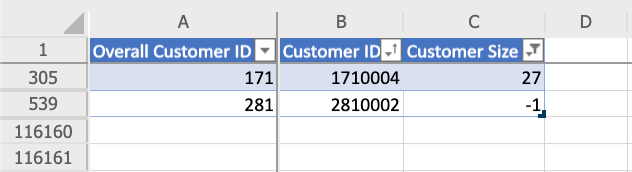 A B C D
1 Overall Customer ID Customer ID Customer Size
305 171 1710004 27
539 281 2810002 -1
116160
116161